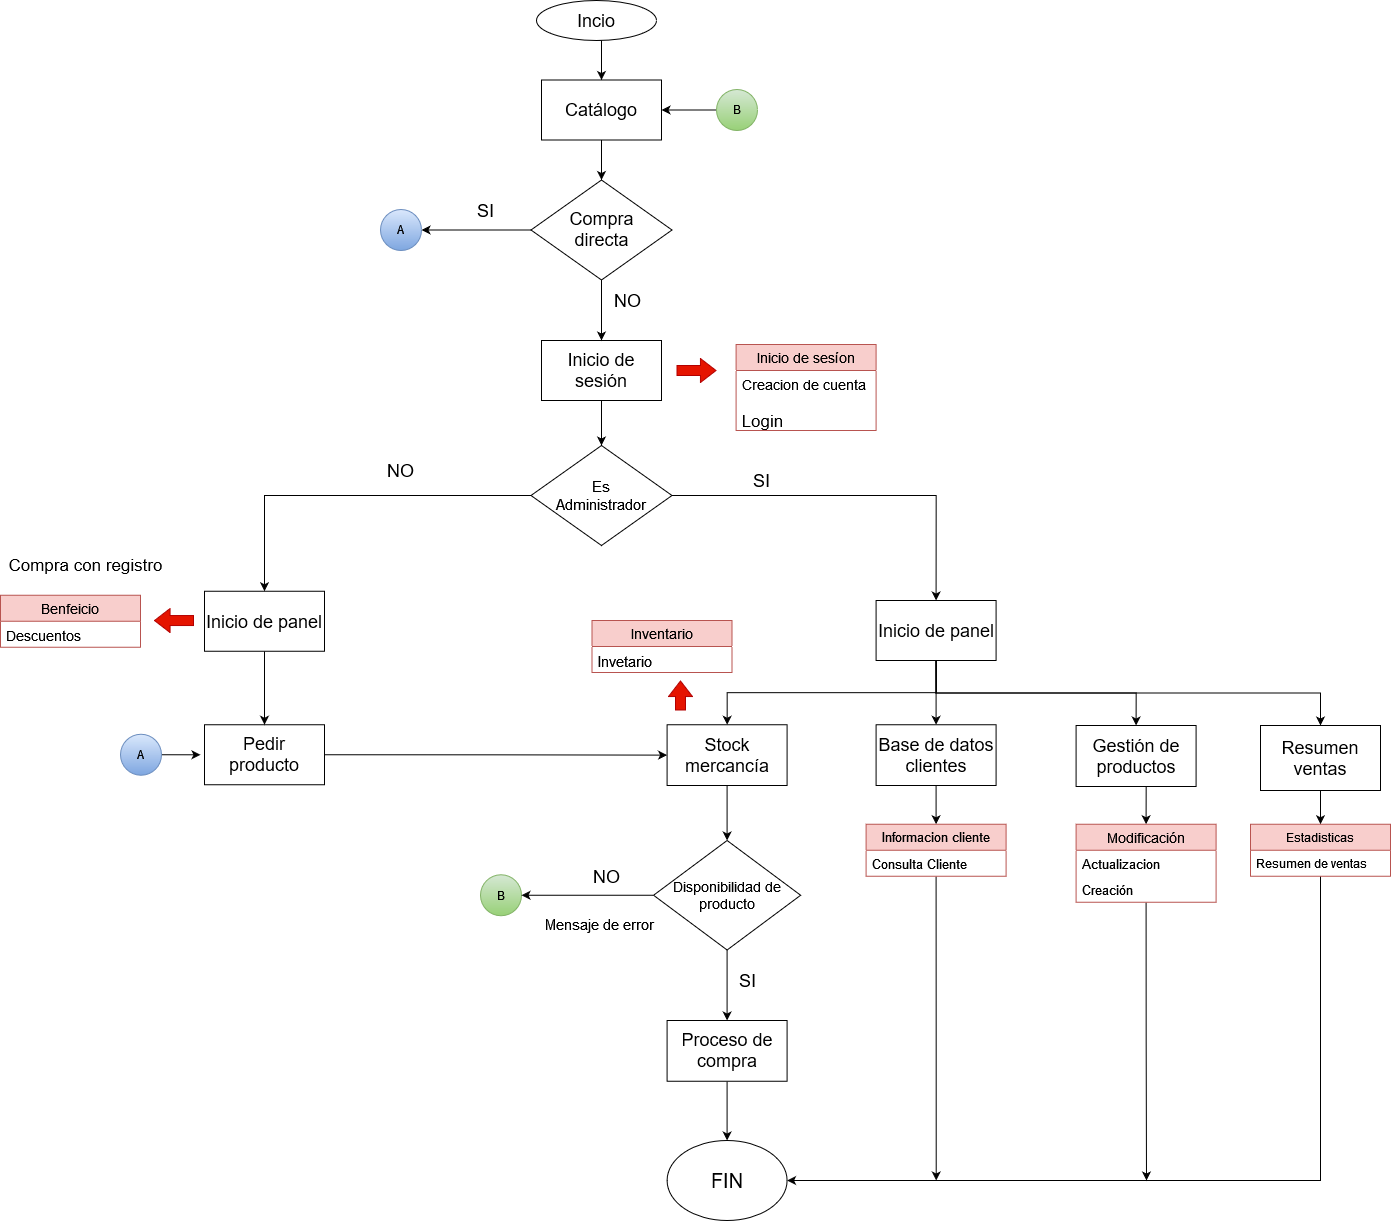 Incio
Catálogo
B
Compra
directa
SI
A
NO
Inicio de
sesión
Inicio de sesíon
Creacion de cuenta
Login
Es
Administrador
NO
SI
Compra con registro
Benfeicio
Descuentos
Inicio de panel
Inventario
Invetario
Inicio de panel
A
Pedir
producto
Stock
mercancía
Base de datos
clientes
Gestión de
productos
Resumen
ventas
Informacion cliente
Consulta Cliente
Modificación
Actualizacion
Creación
Estadisticas
Resumen de ventas
B
NO
Mensaje de error
Disponibilidad de
producto
SI
Proceso de
compra
FIN